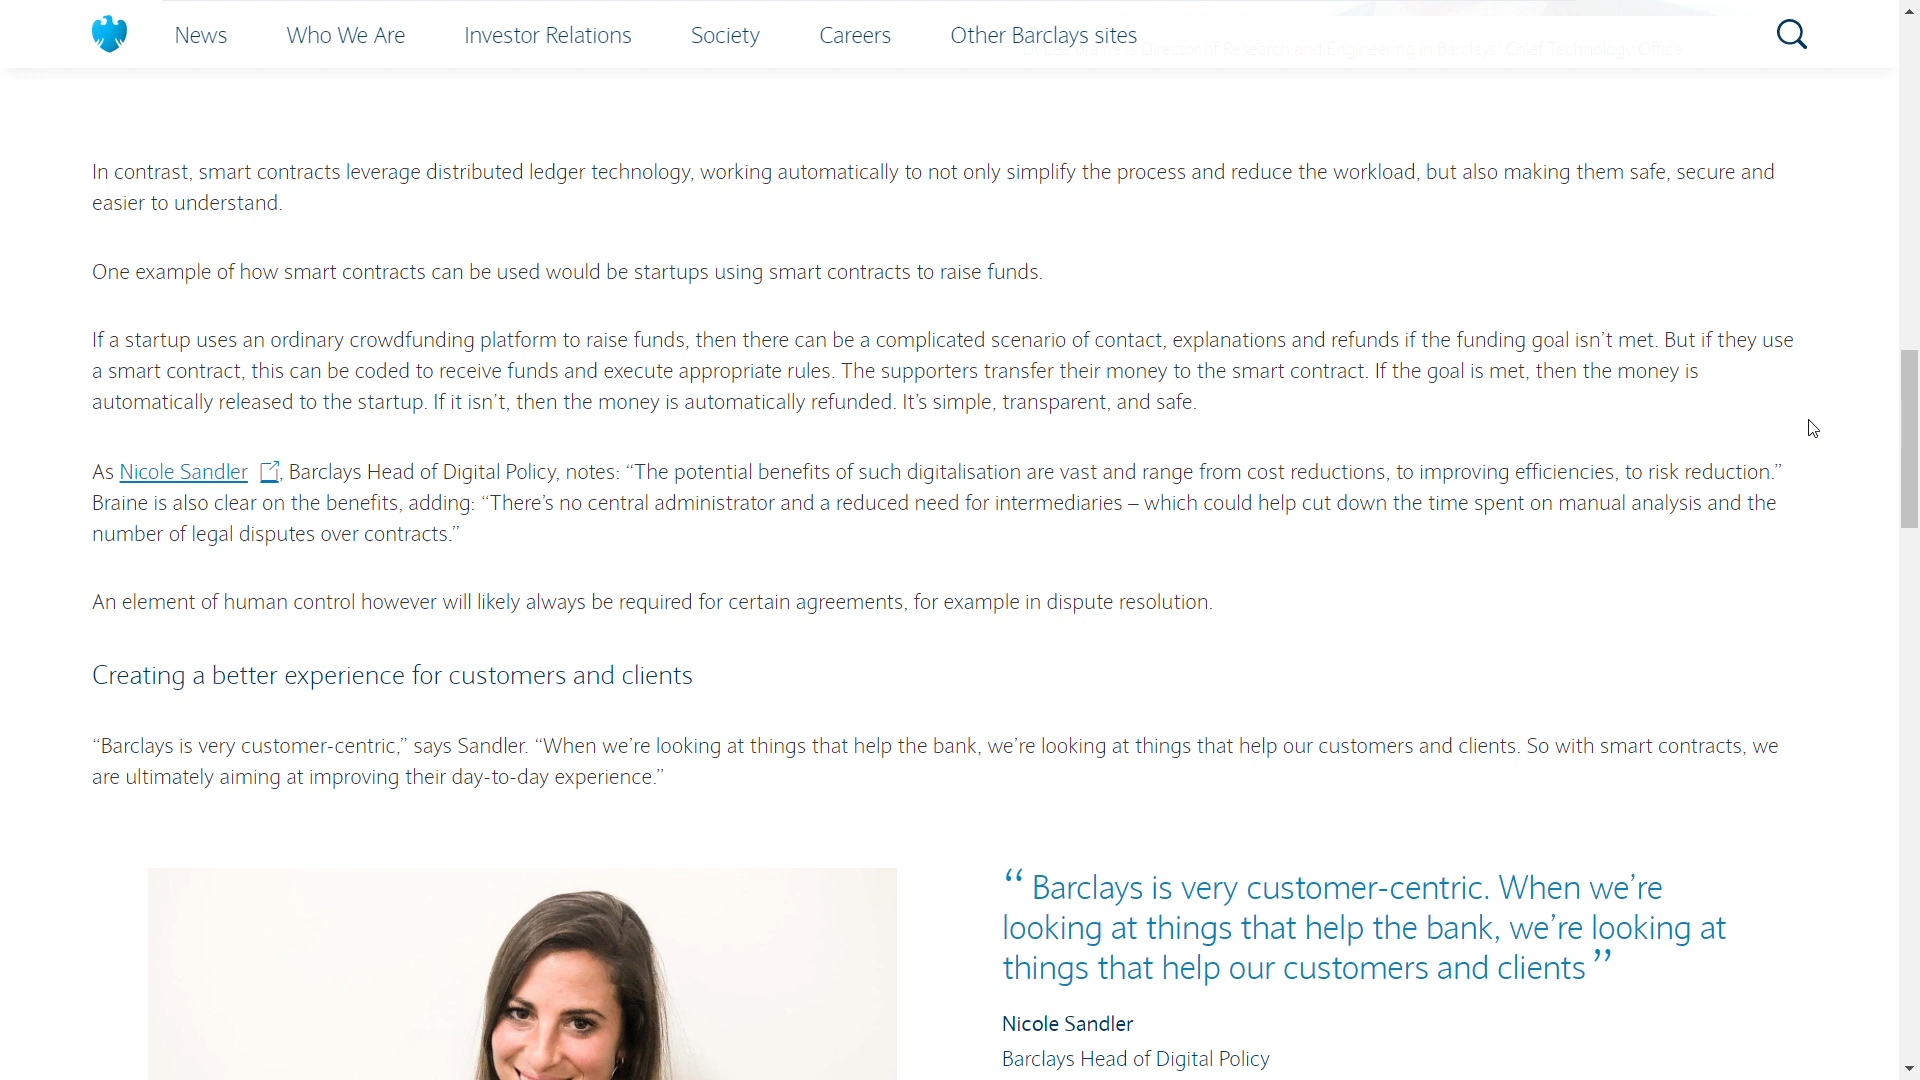 News
Who We Are
Investor Relations
Society
Careers
Other Barclays sites
Director of Research and Engineering in Barclays' Chief Technology Office
In contrast, smart contracts leverage distributed ledger technology, working automatically to not only simplify the process and reduce the workload, but also making them safe, secure and
easier to understand.
One example of how smart contracts can be used would be startups using smart contracts to raise funds.
If a startup uses an ordinary crowdfunding platform to raise funds, then there can be a complicated scenario of contact, explanations and refunds if the funding goal isn’t met. But if they use
a smart contract, this can be coded to receive funds and execute appropriate rules. The supporters transfer their money to the smart contract. If the goal is met, then the money is
automatically released to the startup. If it isn’t, then the money is automatically refunded. It’s simple, transparent, and safe.
As Nicole Sandler , Barclays Head of Digital Policy, notes: “The potential benefits of such digitalisation are vast and range from cost reductions, to improving efficiencies, to risk reduction.”
Braine is also clear on the benefits, adding: “There’s no central administrator and a reduced need for intermediaries – which could help cut down the time spent on manual analysis and the
number of legal disputes over contracts.”
An element of human control however will likely always be required for certain agreements, for example in dispute resolution.
Creating a better experience for customers and clients
“Barclays is very customer-centric,” says Sandler. “When we’re looking at things that help the bank, we’re looking at things that help our customers and clients. So with smart contracts, we
are ultimately aiming at improving their day-to-day experience.”
“ Barclays is very customer-centric. When we’re
looking at things that help the bank, we’re looking at
things that help our customers and clients ”
Nicole Sandler
Barclays Head of Digital Policy